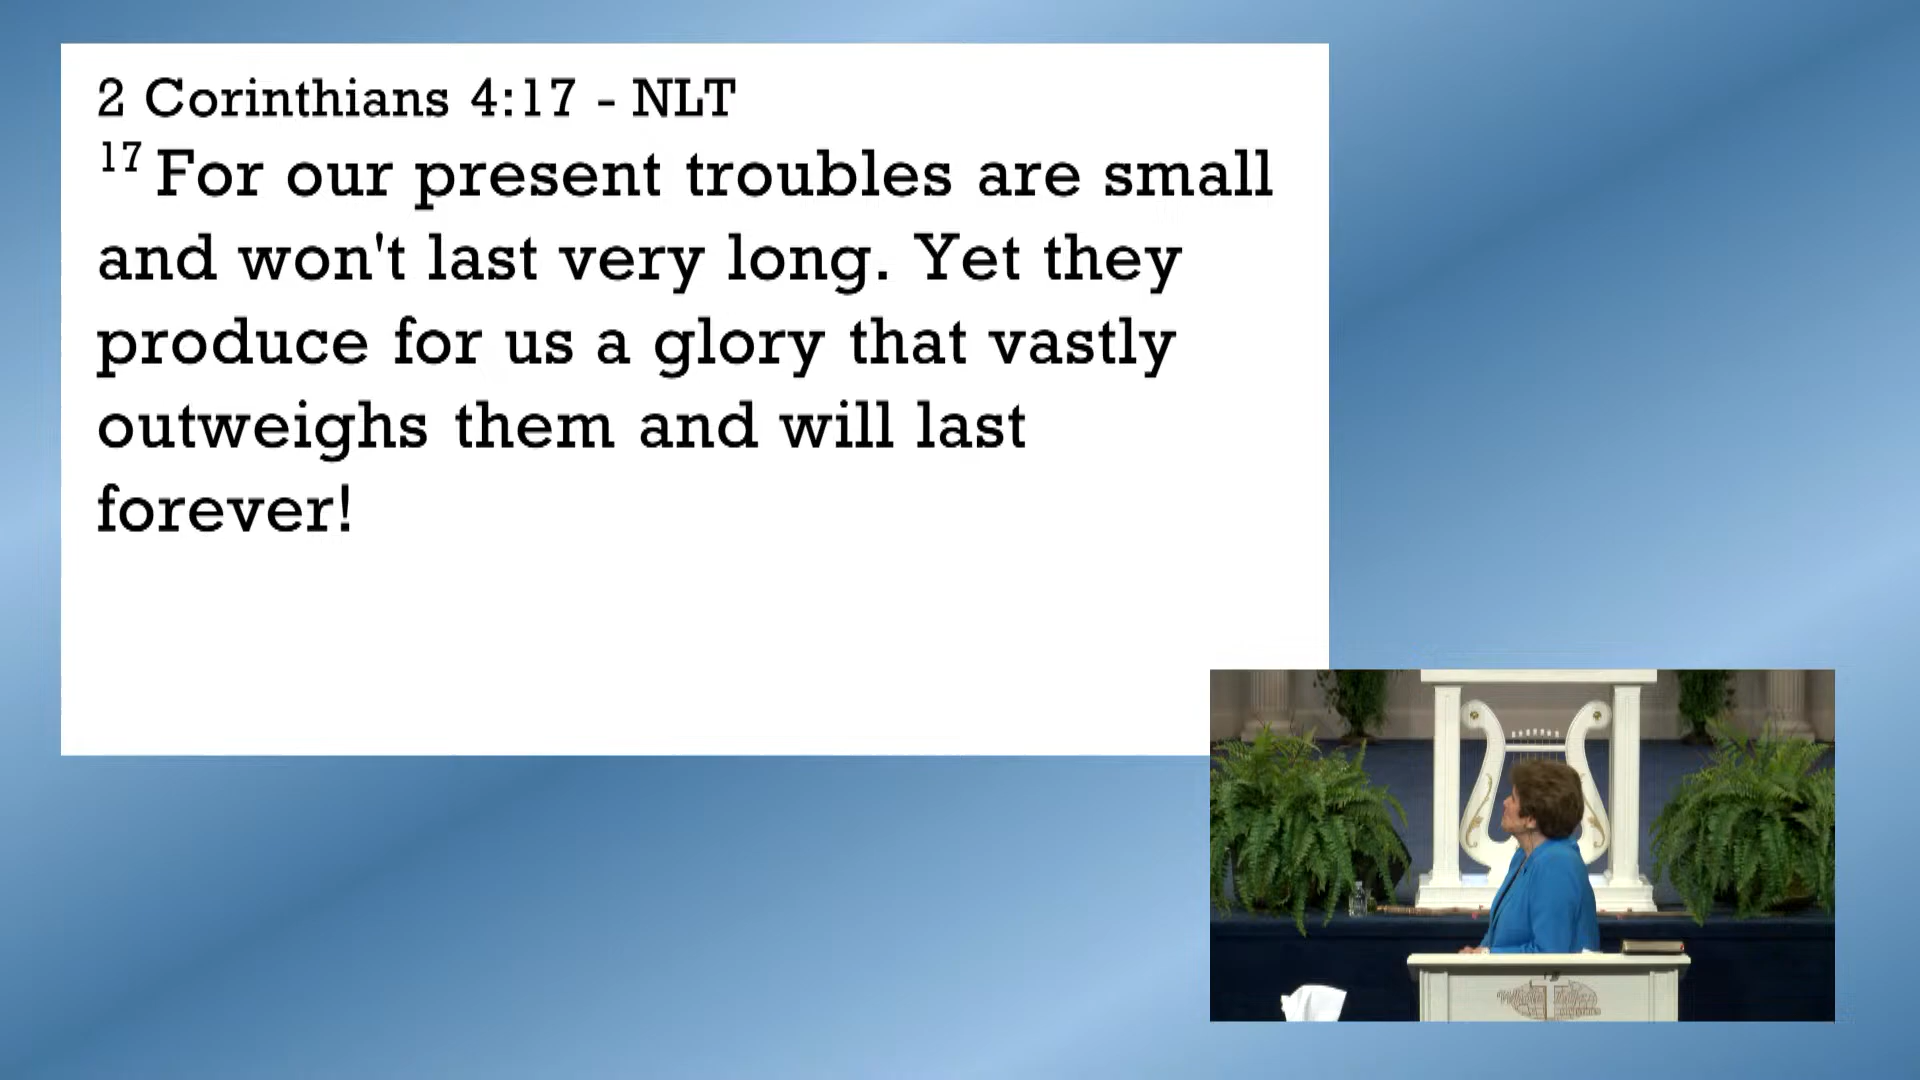 2 Corinthians 4:17 - NLT
17 For our present troubles are small
and won't last very long. Yet they
produce for us a glory that vastly
outweighs them and will last
forever!